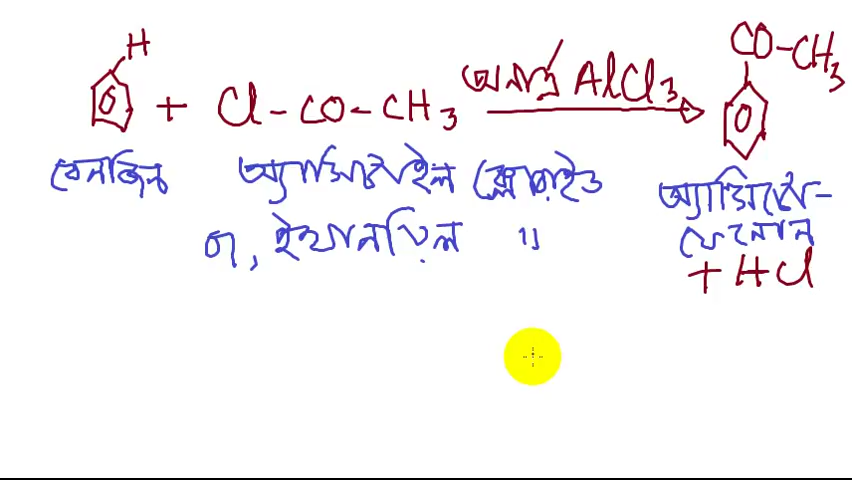 H
+ Cl-CO-CH3 অনার্দ্র AlCl3 CO-CH3
বেনজিন অ্যাসিটাইল ক্লোরাইড অ্যাসিটো-
বা, ইথানয়িল " ফেনোন
+ HCl